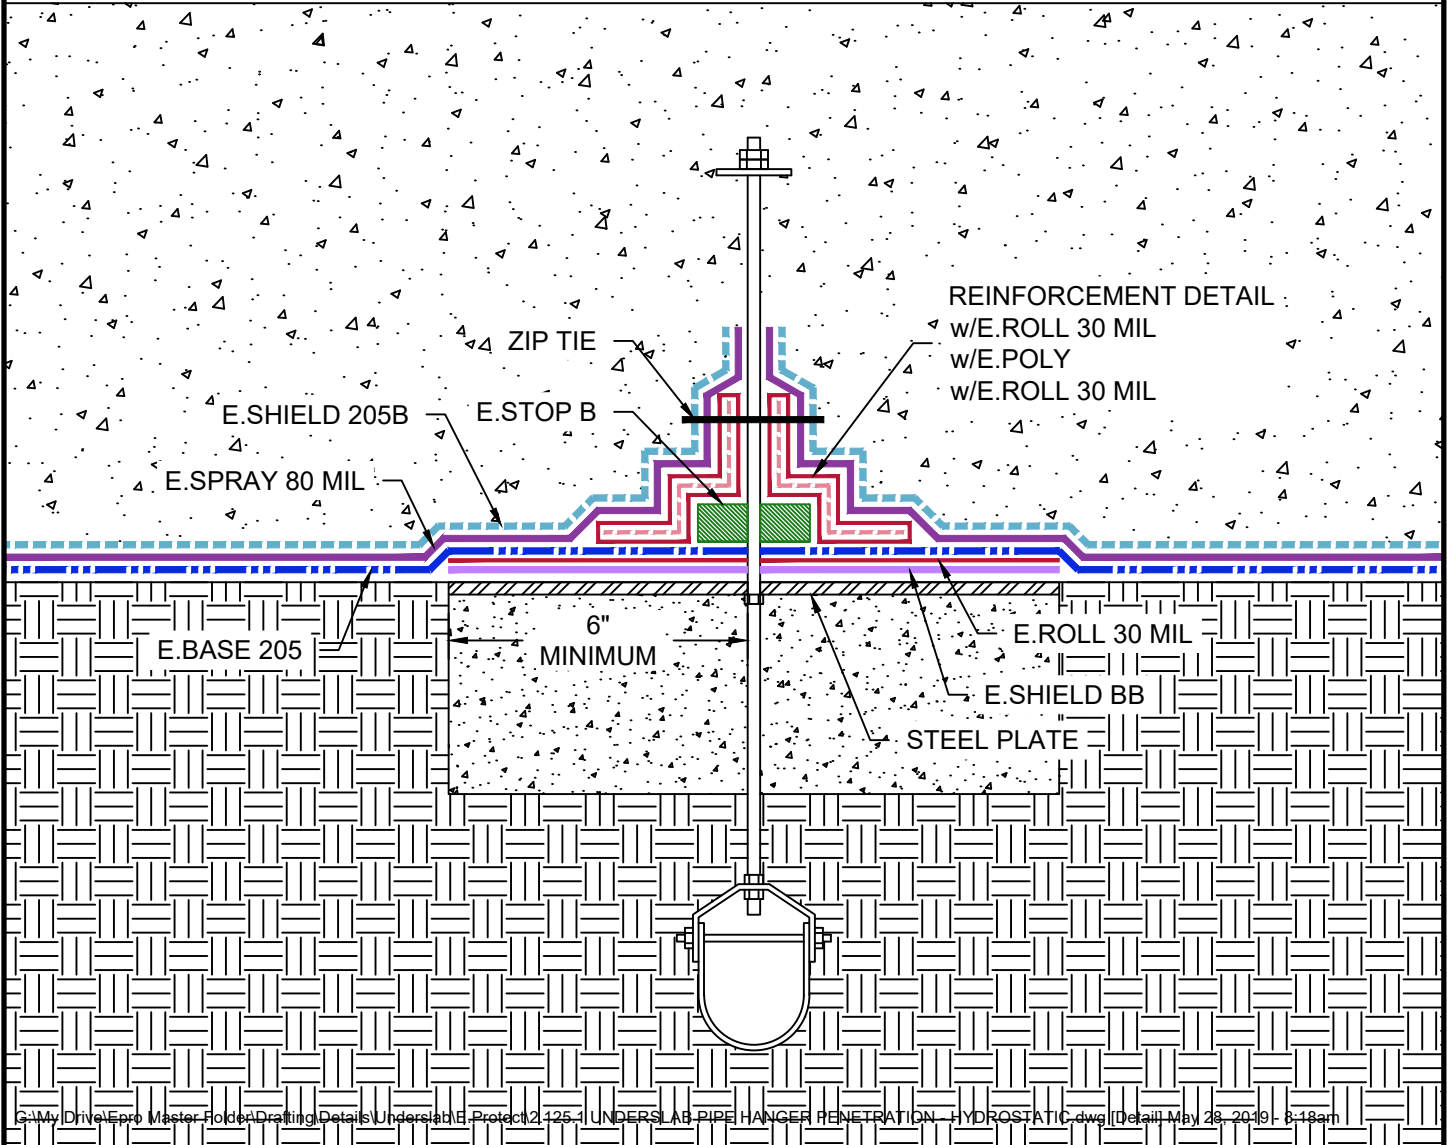 REINFORCEMENT DETAIL
w/E.ROLL 30 MIL
w/E.POLY
w/E.ROLL 30 MIL
ZIP TIE
E.SHIELD 205B
E.STOP B
E.SPRAY 80 MIL
6"
MINIMUM
E.BASE 205
E.ROLL 30 MIL
E.SHIELD BB
STEEL PLATE
G:\My Drive\Epro Master Folder\Drafting\Details\Underslab\E.Protect\2.125.1 UNDERSLAB PIPE HANGER PENETRATION - HYDROSTATIC.dwg [Detail] May 28, 2019 - 8:18am